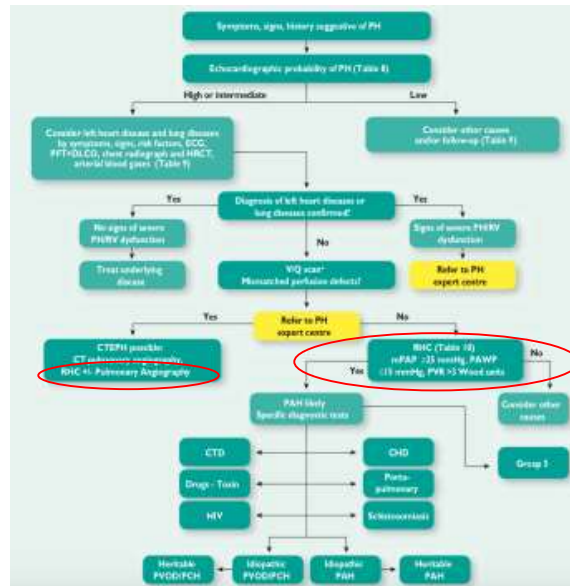 Symptoms, signs, history suggestive of PH
Echocardiographic probability of PH (Table 8)
High or intermediate
Low
Consider left heart disease and lung diseases
by symptoms, signs, risk factors, ECG,
PFT+DLCO, chest radiograph and HRCT,
arterial blood gases (Table 9)
Consider other causes
and/or follow-up (Table 9)
Yes
Diagnosis of left heart diseases or
lung diseases confirmed?
Yes
No signs of severe
PH/RV dysfunction
Signs of severe PH/RV
dysfunction
No
Treat underlying
disease
V/Q scan
Mismatched perfusion defects?
Refer to PH
expert centre
Yes
Refer to PH
expert centre
No
CTEPH possible:
CT pulmonary angiography,
RHC +/- Pulmonary Angiography
RHC (Table 10)
mPAP ≥25 mmHg, PAWP
≤15 mmHg, PVR >3 Wood units
No
Yes
PAH likely
Specific diagnostic tests
Consider other
causes
CTD
CHD
Group 5
Drugs - Toxin
Porto-
pulmonary
HIV
Schistosomiasis
Heritable
PVOD/PCH
Idiopathic
PVOD/PCH
Idiopathic
PAH
Heritable
PAH